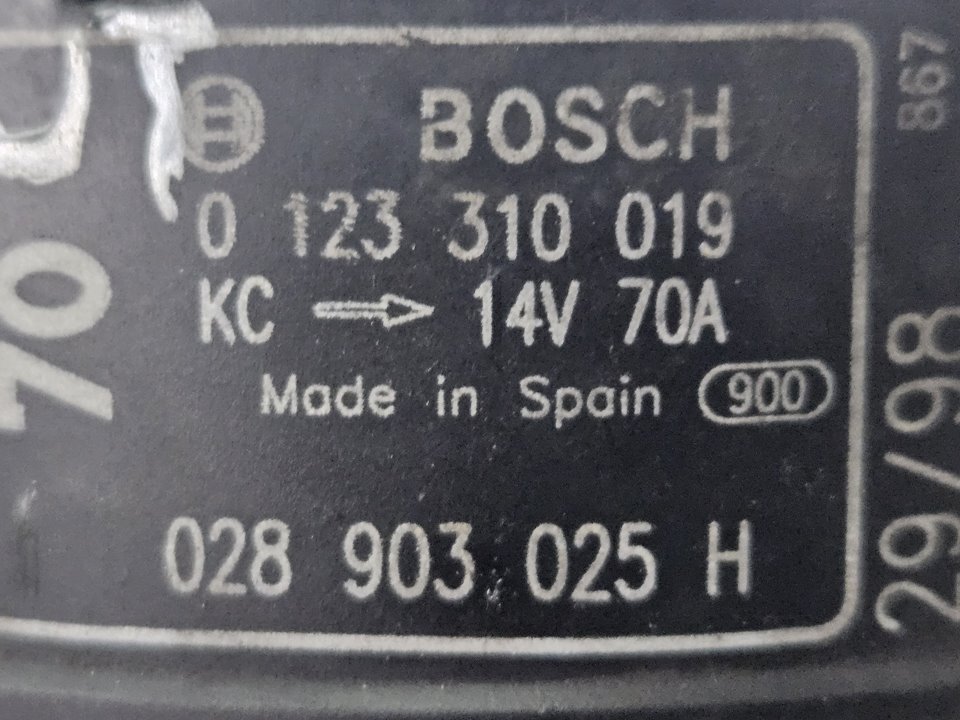 BOSCH
0 123 310 019
KC → 14V 70A
Made in Spain 900
028 903 025 H
70
867
29/98